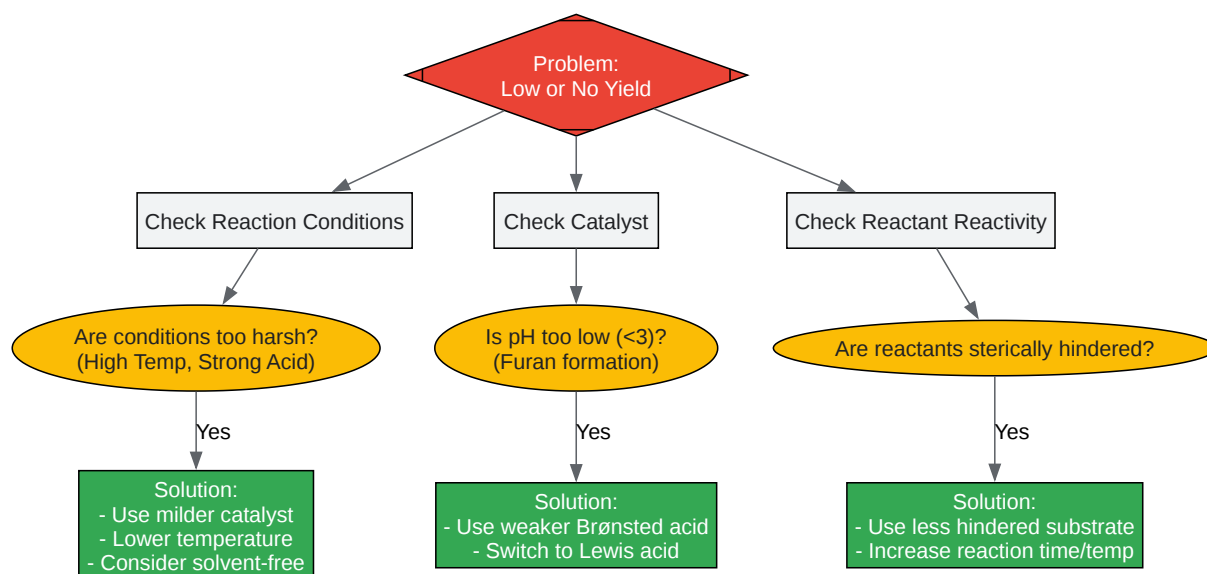 Problem:
Low or No Yield
Check Reaction Conditions
Check Catalyst
Check Reactant Reactivity
Are conditions too harsh?
(High Temp, Strong Acid)
Is pH too low (<3)?
(Furan formation)
Are reactants sterically hindered?
Yes
Yes
Yes
Solution:
- Use milder catalyst
- Lower temperature
- Consider solvent-free
Solution:
- Use weaker Brønsted acid
- Switch to Lewis acid
Solution:
- Use less hindered substrate
- Increase reaction time/temp